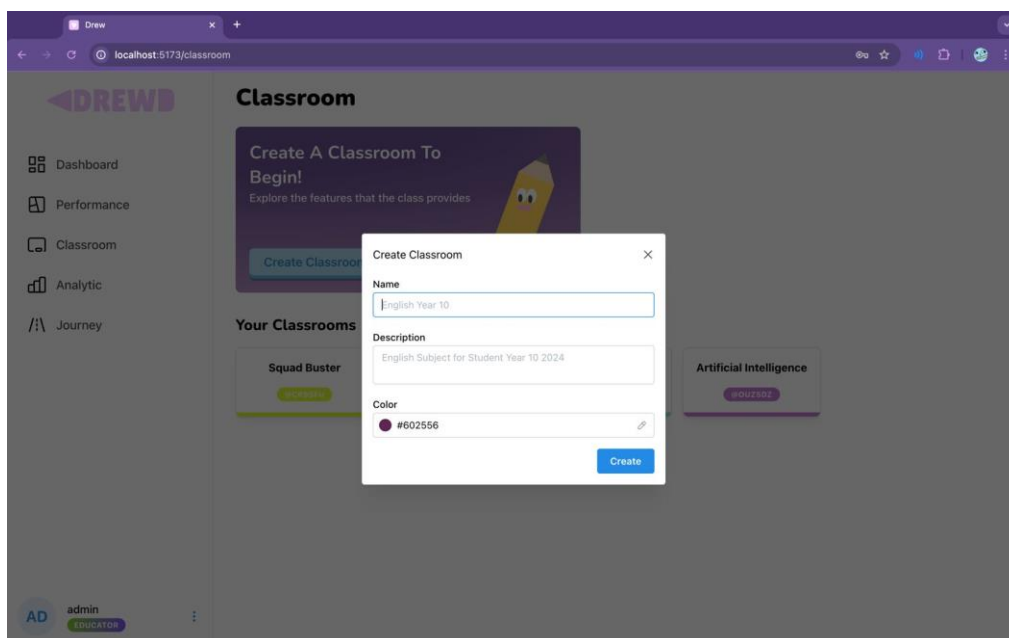 Drew
localhost:5173/classroom
DREWD
Classroom
Dashboard
Performance
Classroom
Analytic
Journey
Create A Classroom To
Begin!
Explore the features that the class provides
Create Classroom
Your Classrooms
Squad Buster
Artificial Intelligence
Create Classroom
Name
English Year 10
Description
English Subject for Student Year 10 2024
Color
#602556
Create
AD
admin
EDUCATOR